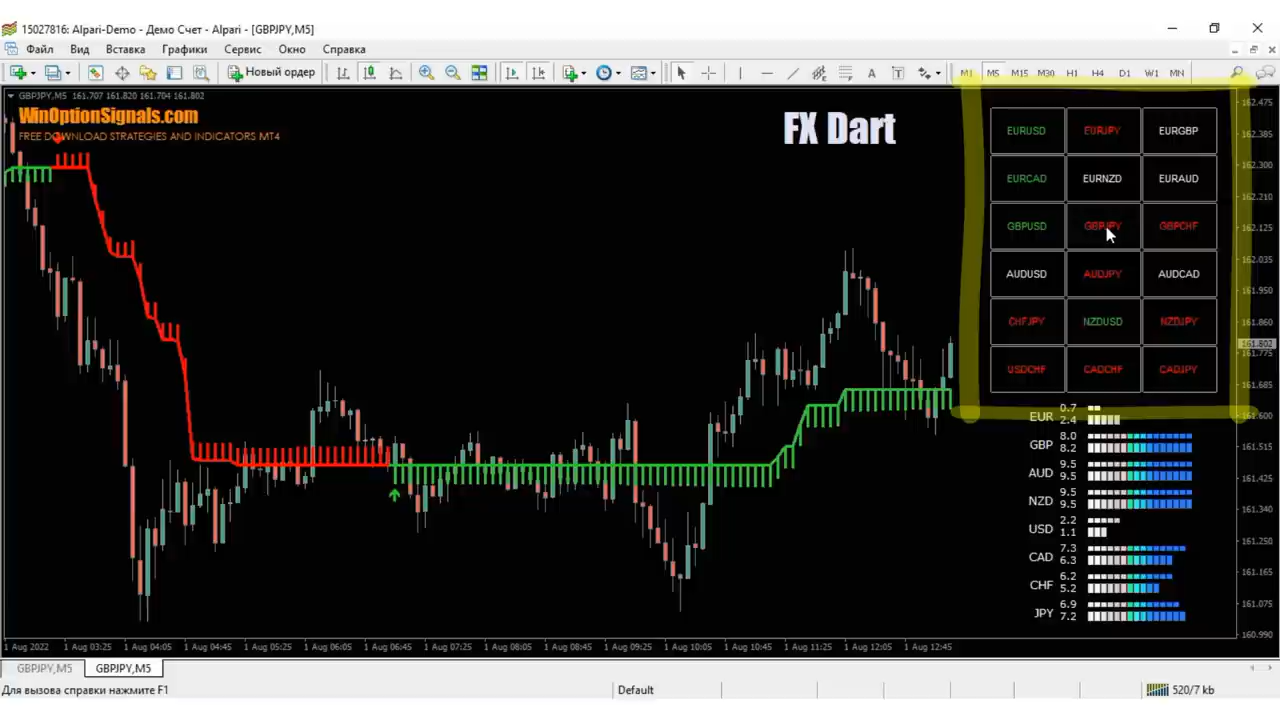 15027816: Alpari-Demo - Демо Счет - Alpari - [GBPJPY,M5]
Файл Вид Вставка Графики Сервис Окно Справка
Новый ордер A T M1 M5 M15 M30 H1 H4 D1 W1 MN
GBPJPY,M5 161.707 161.820 161.704 161.802
WinOptionSignals.com
FREE DOWNLOAD STRATEGIES AND INDICATORS MT4
FX Dart
EURUSD EURJPY EURGBP
EURCAD EURNZD EURAUD
GBPUSD GBPJPY GBPCHF
AUDUSD AUDJPY AUDCAD
CHFJPY NZDUSD NZDJPY
USDCHF CADCHF CADJPY
EUR 0.7
2.4
GBP 8.0
8.2
AUD 9.5
9.5
NZD 9.5
9.5
USD 2.2
1.1
CAD 7.3
6.3
CHF 6.2
5.2
JPY 6.9
7.2
162.475
162.385
162.300
162.210
162.125
162.035
161.950
161.860
161.802
161.775
161.685
161.600
161.515
161.425
161.340
161.250
161.165
161.075
160.990
1 Aug 2022 1 Aug 03:25 1 Aug 04:05 1 Aug 04:45 1 Aug 05:25 1 Aug 06:05 1 Aug 06:45 1 Aug 07:25 1 Aug 08:05 1 Aug 08:45 1 Aug 09:25 1 Aug 10:05 1 Aug 10:45 1 Aug 11:25 1 Aug 12:05 1 Aug 12:45
GBPJPY,M5 GBPJPY,M5
Для вызова справки нажмите F1 Default 520/7 kb